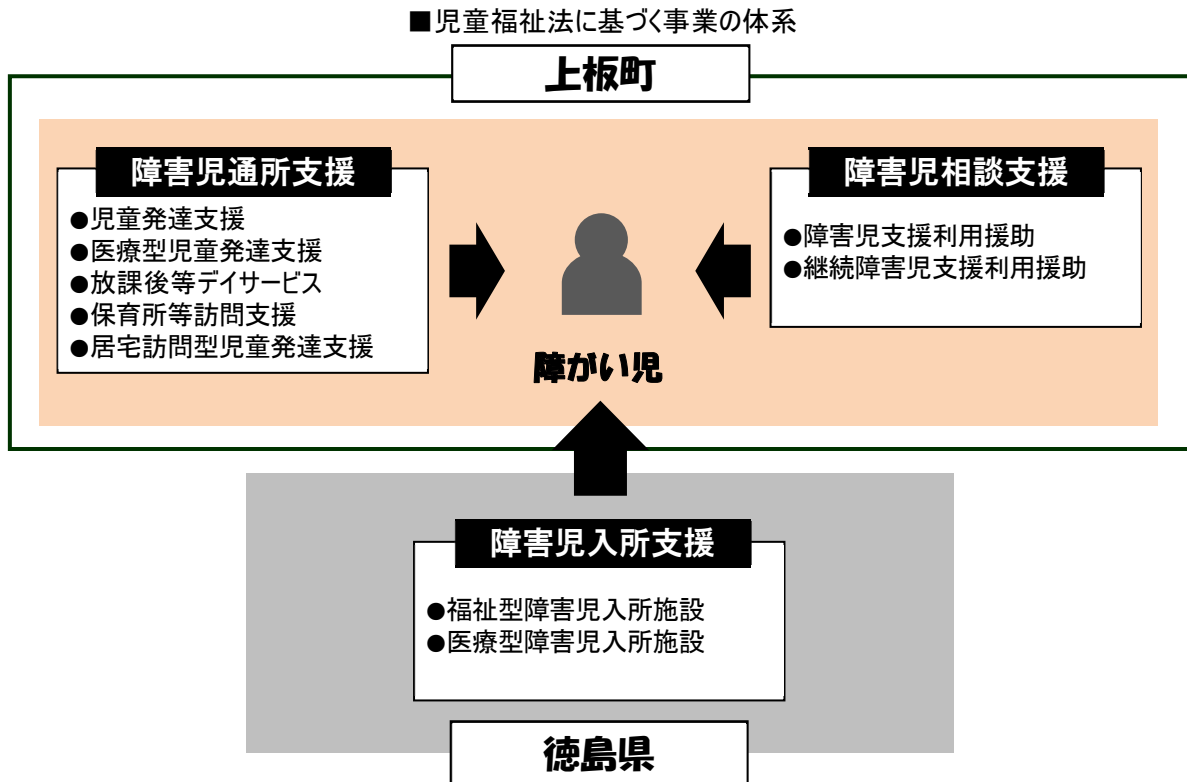 ■児童福祉法に基づく事業の体系
上板町
障害児通所支援
●児童発達支援
●医療型児童発達支援
●放課後等デイサービス
●保育所等訪問支援
●居宅訪問型児童発達支援
障害児相談支援
●障害児支援利用援助
●継続障害児支援利用援助
障がい児
障害児入所支援
●福祉型障害児入所施設
●医療型障害児入所施設
徳島県